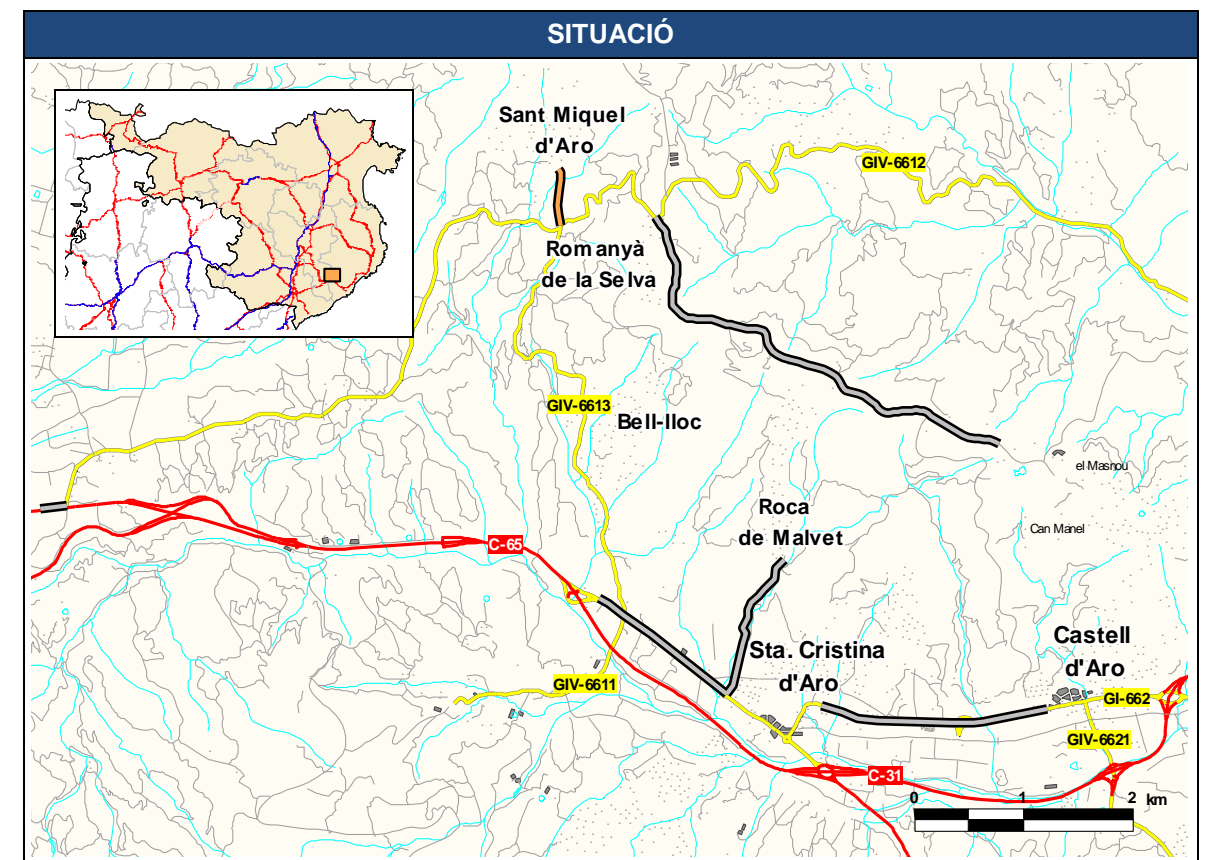 SITUACIÓ
Sant Miquel
d'Aro
GIV-6612
Romanyà
de la Selva
GIV-6613
Bell-lloc
el Masnou
Roca
de Malvet
Can Manel
C-65
Sta. Cristina
d'Aro
Castell
d'Aro
GIV-6611
GI-662
GIV-6621
C-31
0 1 2 km